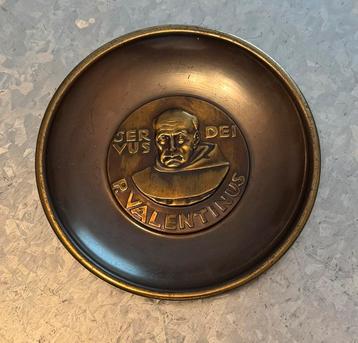 SER
VUS
DEI
P. VALENTINUS